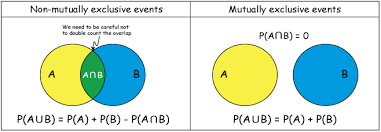 Non-mutually exclusive events
We need to be careful not
to double count the overlap
A
A∩B
B
P(A∪B) = P(A) + P(B) - P(A∩B)
Mutually exclusive events
P(A∩B) = 0
A
B
P(A∪B) = P(A) + P(B)